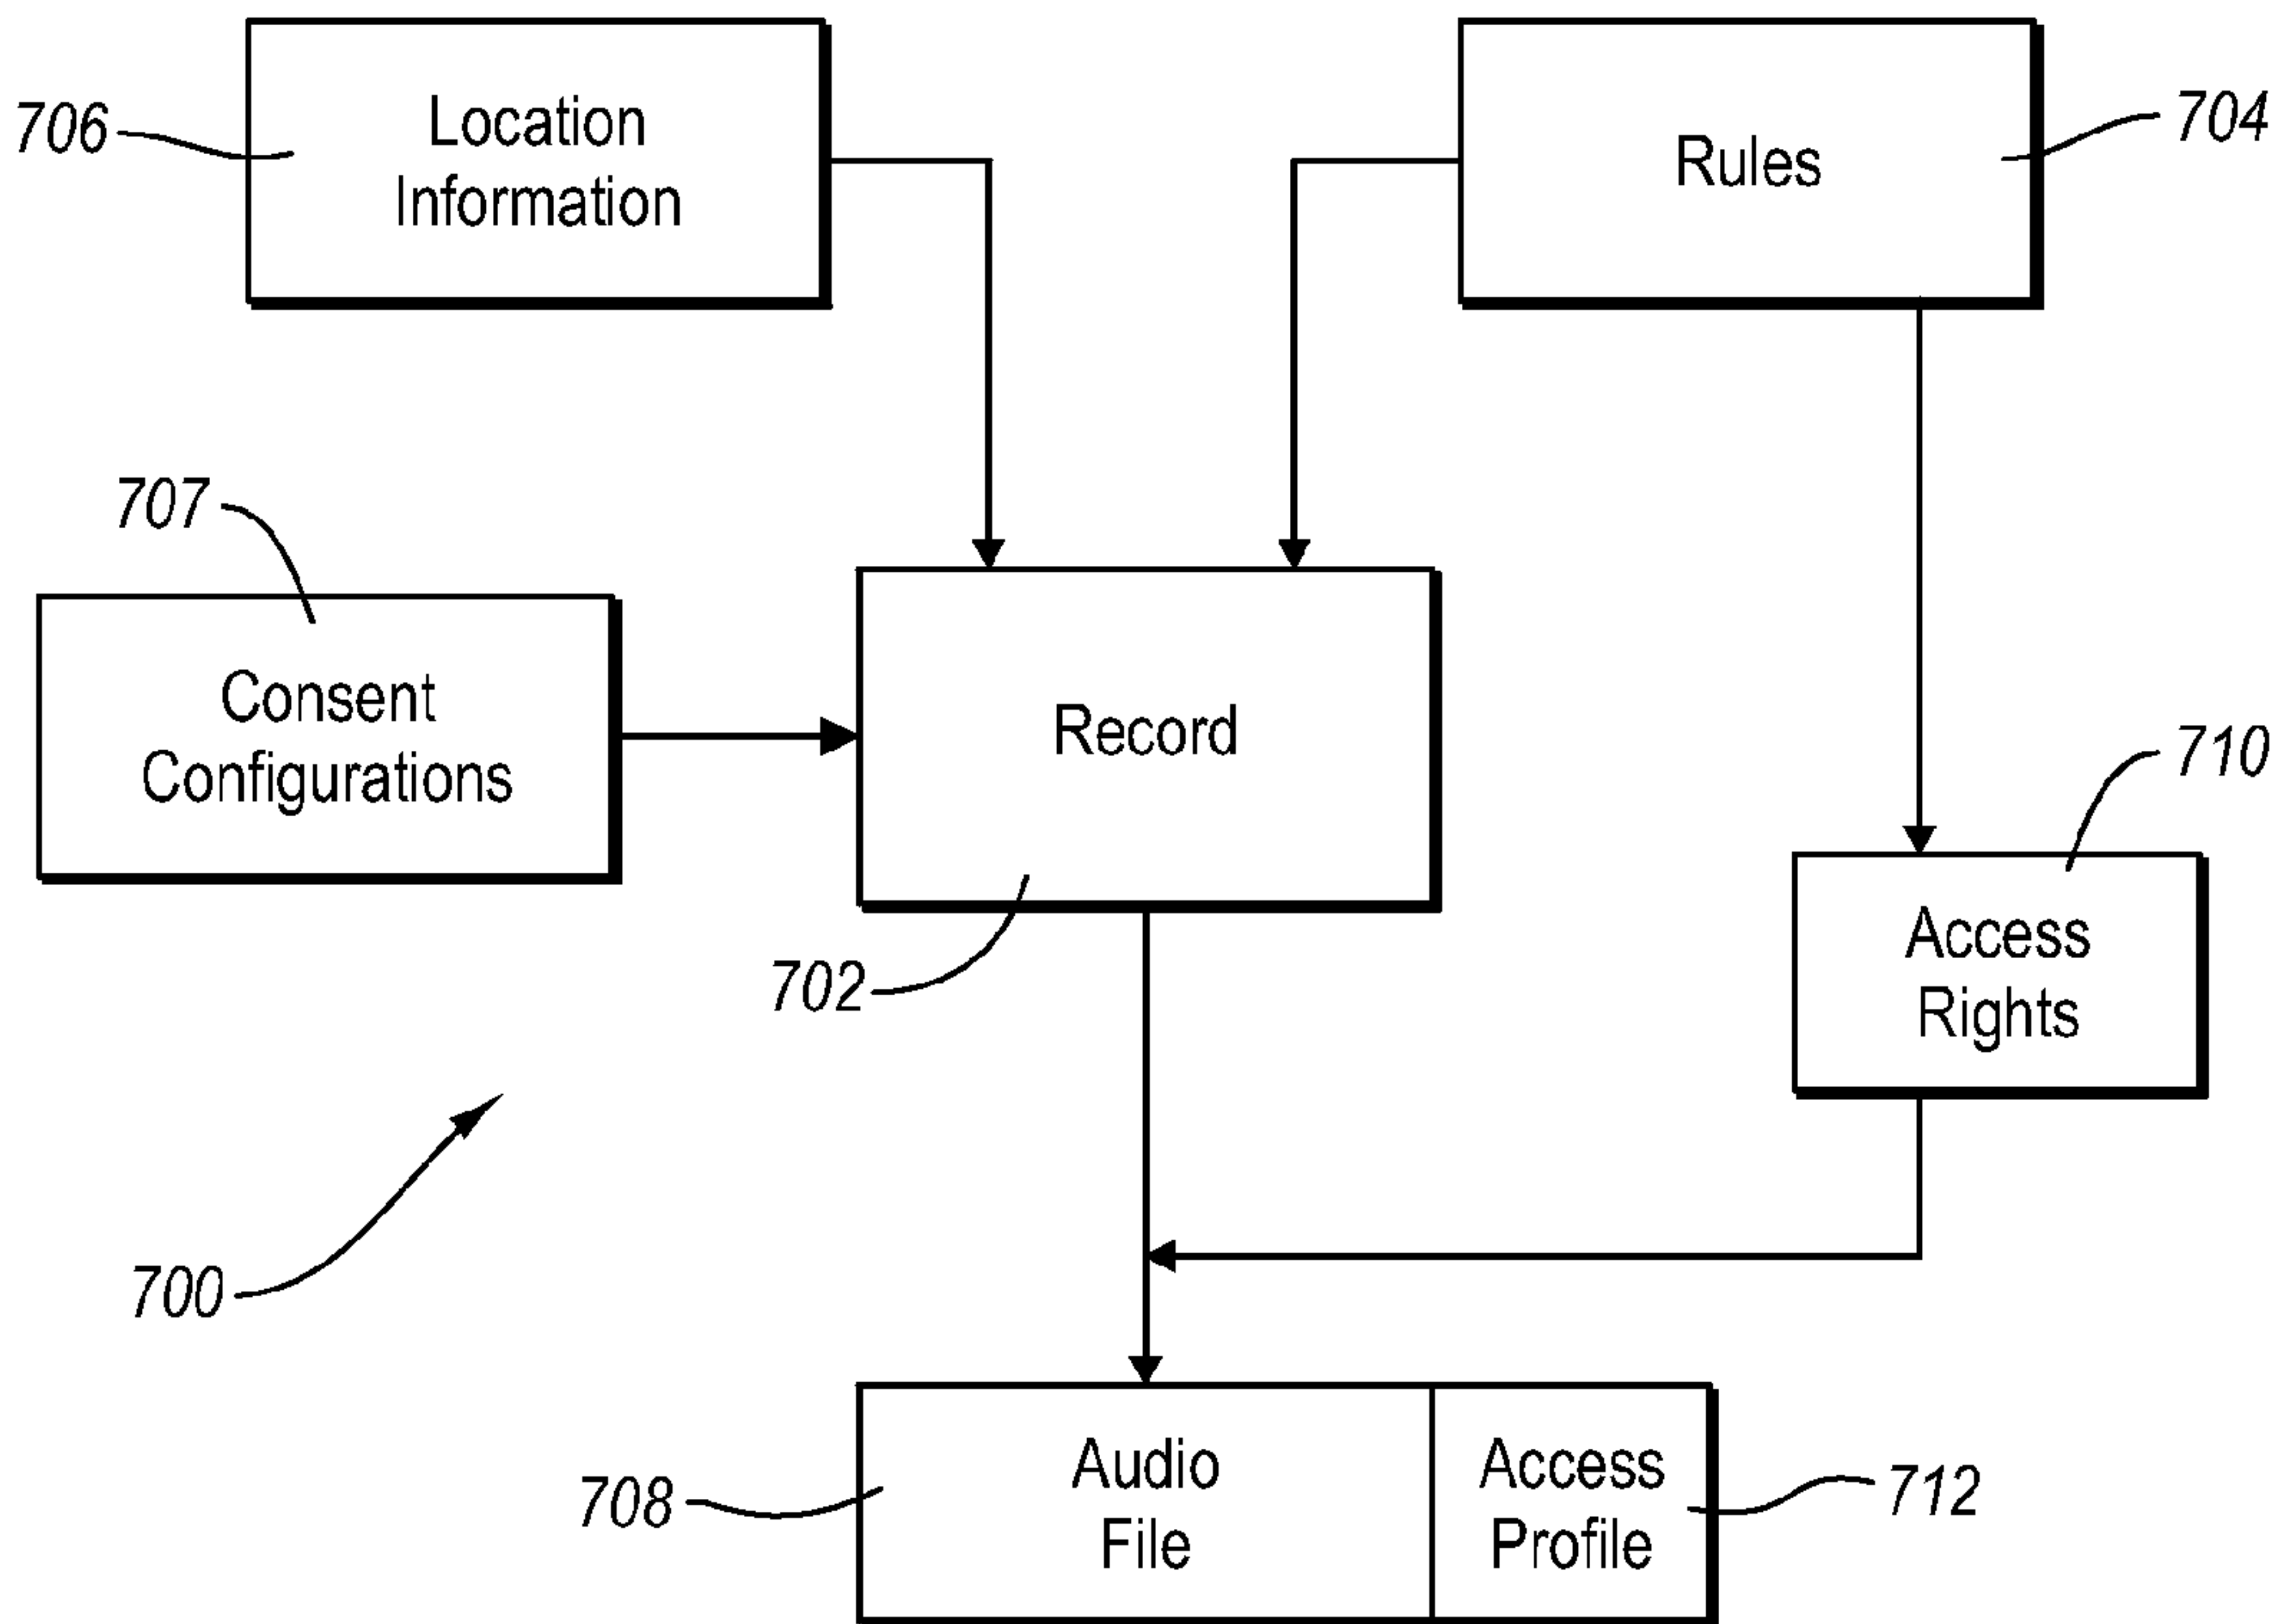 706
Location
Information
Rules
704
707
Consent
Configurations
Record
702
710
Access
Rights
700
708
Audio
File
Access
Profile
712